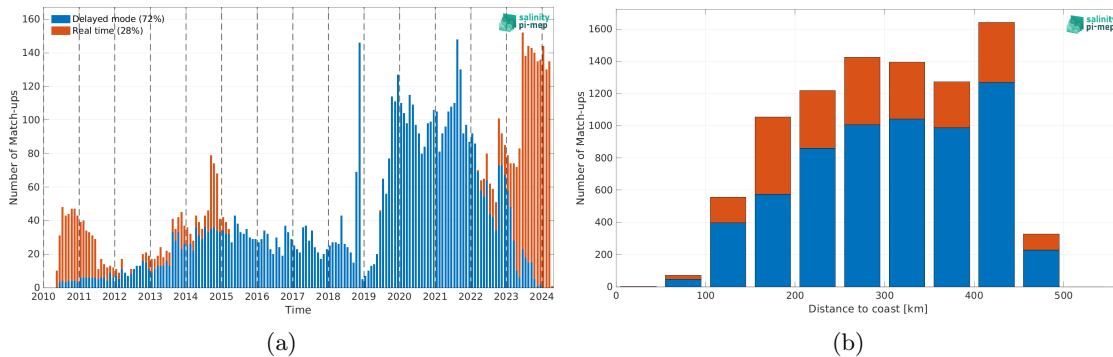 Delayed mode (72%)
Real time (28%)
salinity
pi-mep
160
140
120
100
80
60
40
20
0
Number of Match-ups
2010 2011 2012 2013 2014 2015 2016 2017 2018 2019 2020 2021 2022 2023 2024
Time
(a)
salinity
pi-mep
1600
1400
1200
1000
800
600
400
200
0
Number of Match-ups
0 100 200 300 400 500
Distance to coast [km]
(b)